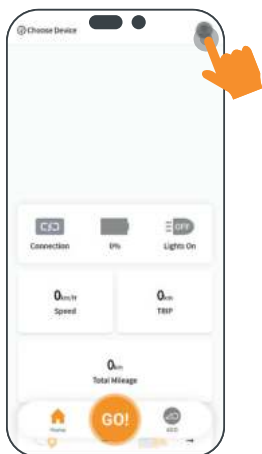 Choose Device
OFF
Connection
0%
Lights On
0km/H
0km
Speed
TRIP
0km
Total Mileage
GO!
Home